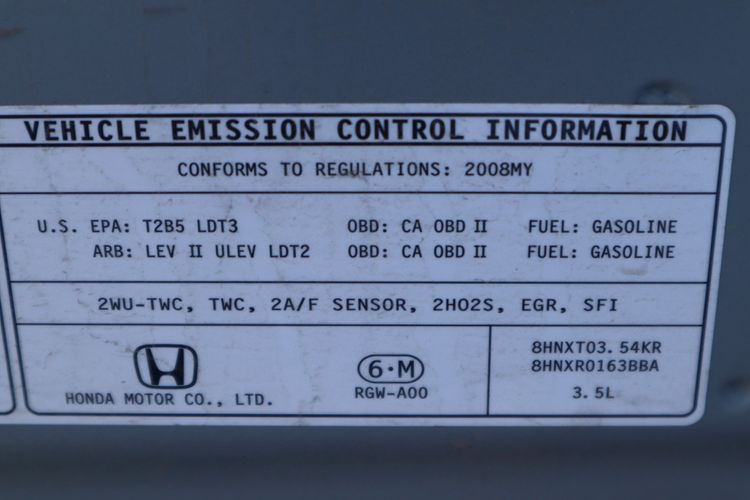 VEHICLE EMISSION CONTROL INFORMATION
CONFORMS TO REGULATIONS: 2008MY
U.S. EPA: T2B5 LDT3 OBD: CA OBD II FUEL: GASOLINE
ARB: LEV II ULEV LDT2 OBD: CA OBD II FUEL: GASOLINE
2WU-TWC, TWC, 2A/F SENSOR, 2HO2S, EGR, SFI
HONDA MOTOR CO., LTD.
6·M
RGW-A00
8HNXT03.54KR
8HNXR0163BBA
3.5L